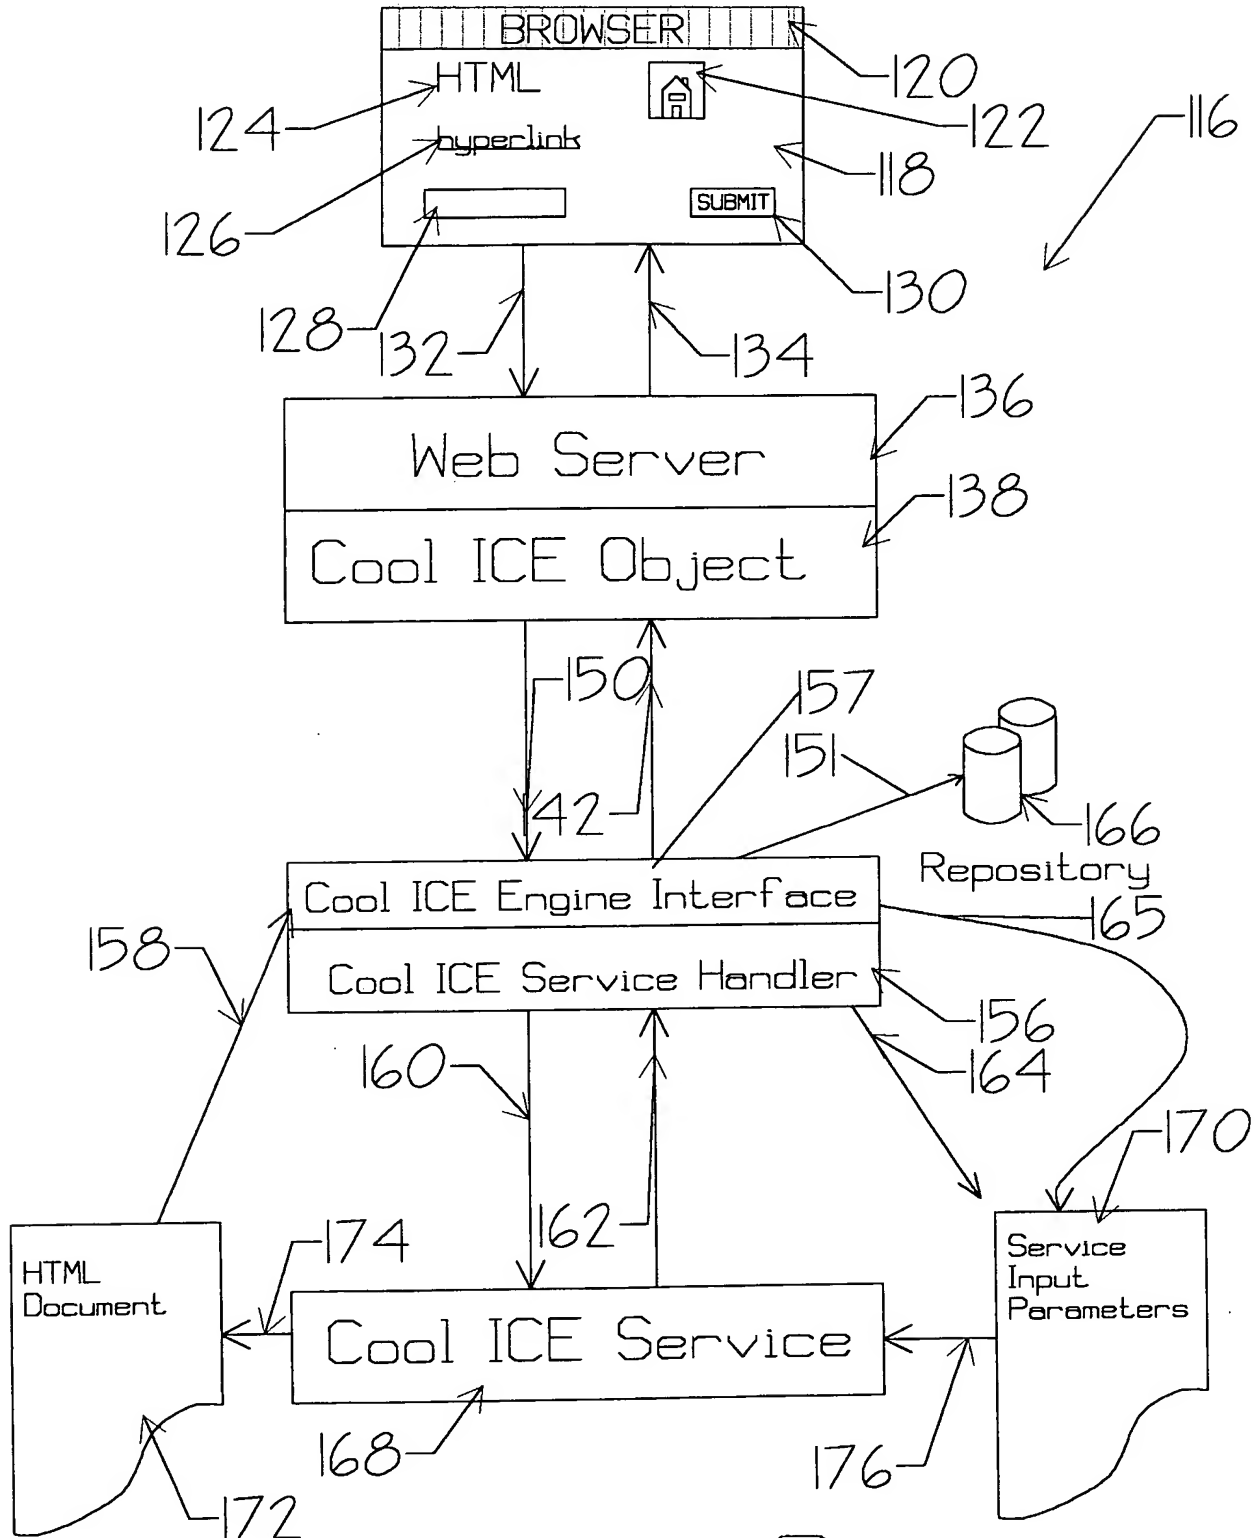 BROWSER
HTML
120
124
122
116
hyperlink
118
SUBMIT
126
130
128
132
134
136
Web Server
138
Cool ICE Object
150
157
151
42
166
Repository
Cool ICE Engine Interface
165
158
Cool ICE Service Handler
156
160
164
170
162
174
HTML
Document
Service
Input
Parameters
Cool ICE Service
168
176
172